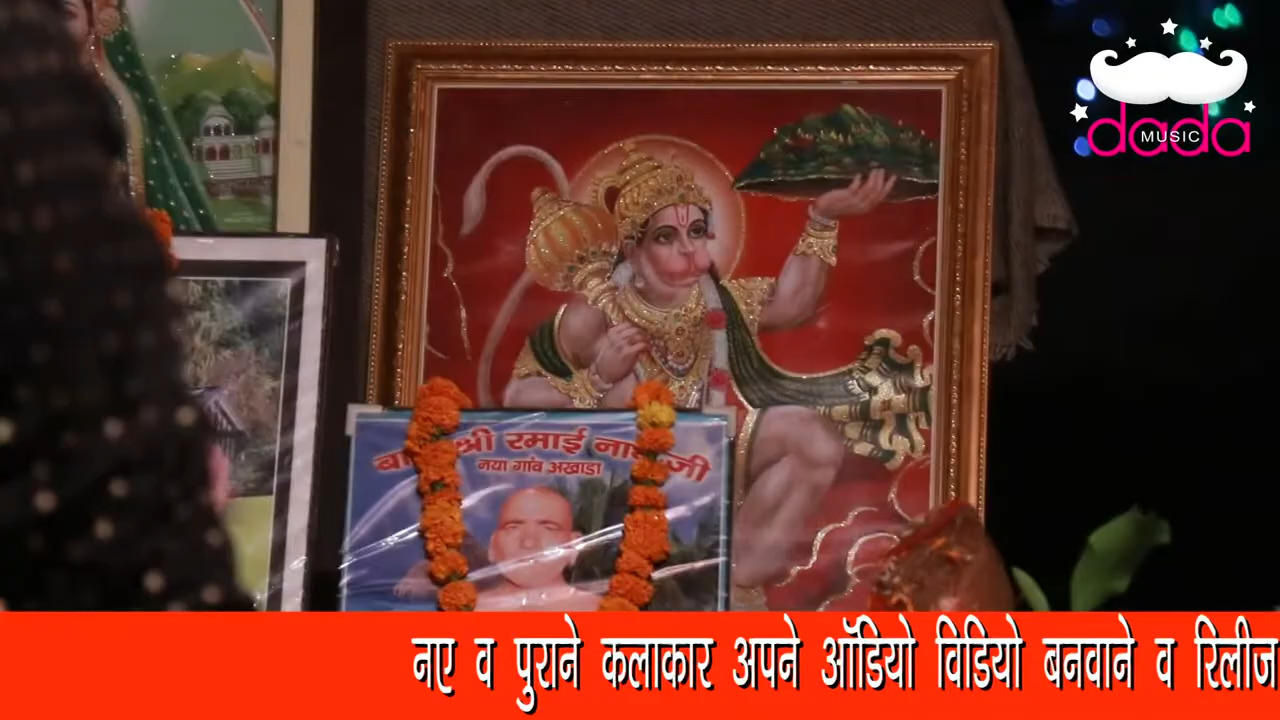 dada
MUSIC
श्री रमाई जी
नया गांव अखाडा
नए व पुराने कलाकार अपने ऑडियो विडियो बनवाने व रिलीज